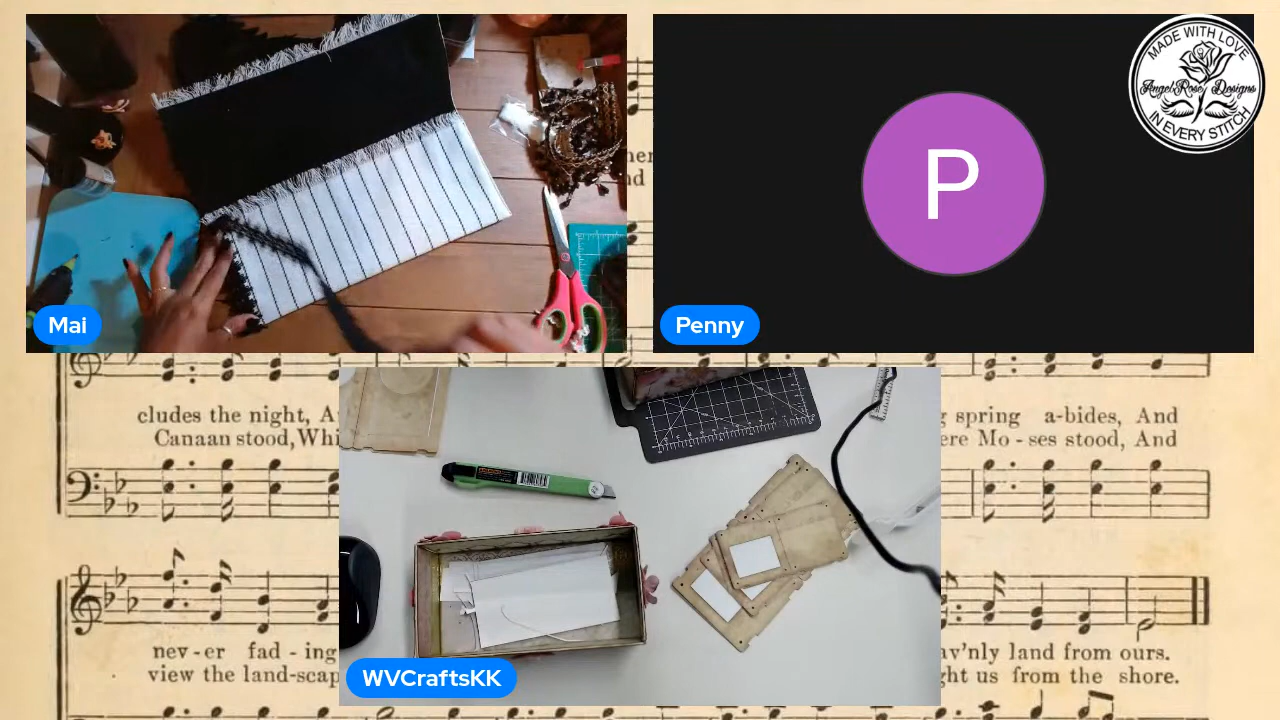 MADE WITH LOVE
AngelRose Designs
IN EVERY STITCH
P
Mai
Penny
cludes the night,
spring a-bides, And
Canaan stood, Whi
ere Mo - ses stood, And
nev - er fad - ing
av'nly land from ours.
view the land-scap
ght us from the shore.
WVCraftsKK